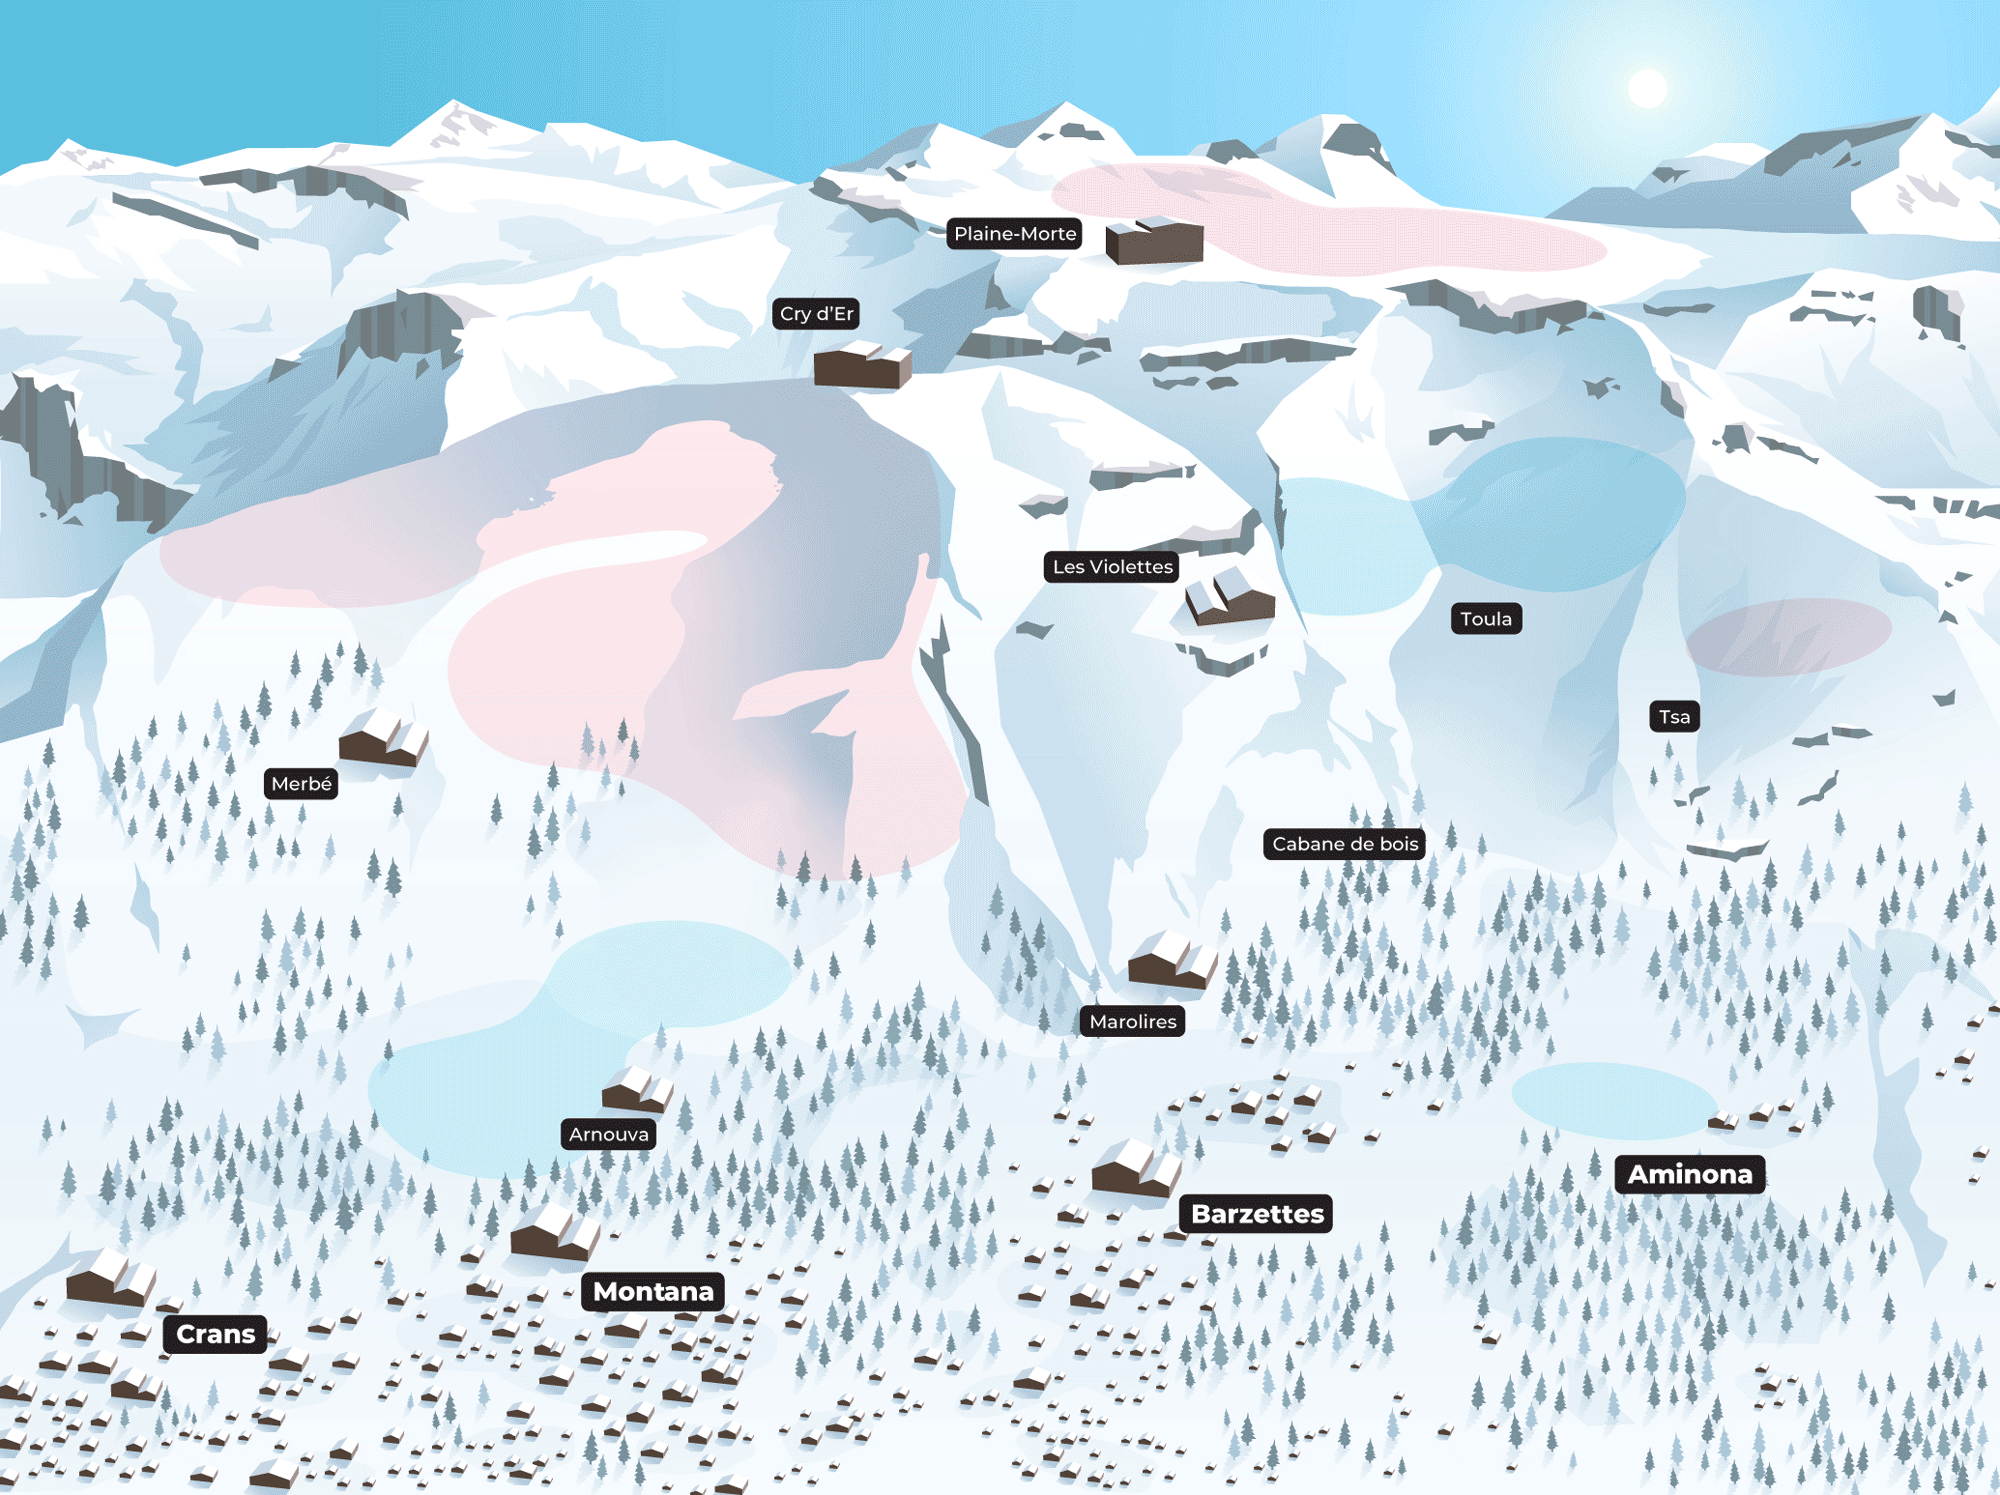 Plaine-Morte
Cry d'Er
Les Violettes
Toula
Tsa
Merbé
Cabane de bois
Marolires
Arnouva
Aminona
Barzettes
Montana
Crans